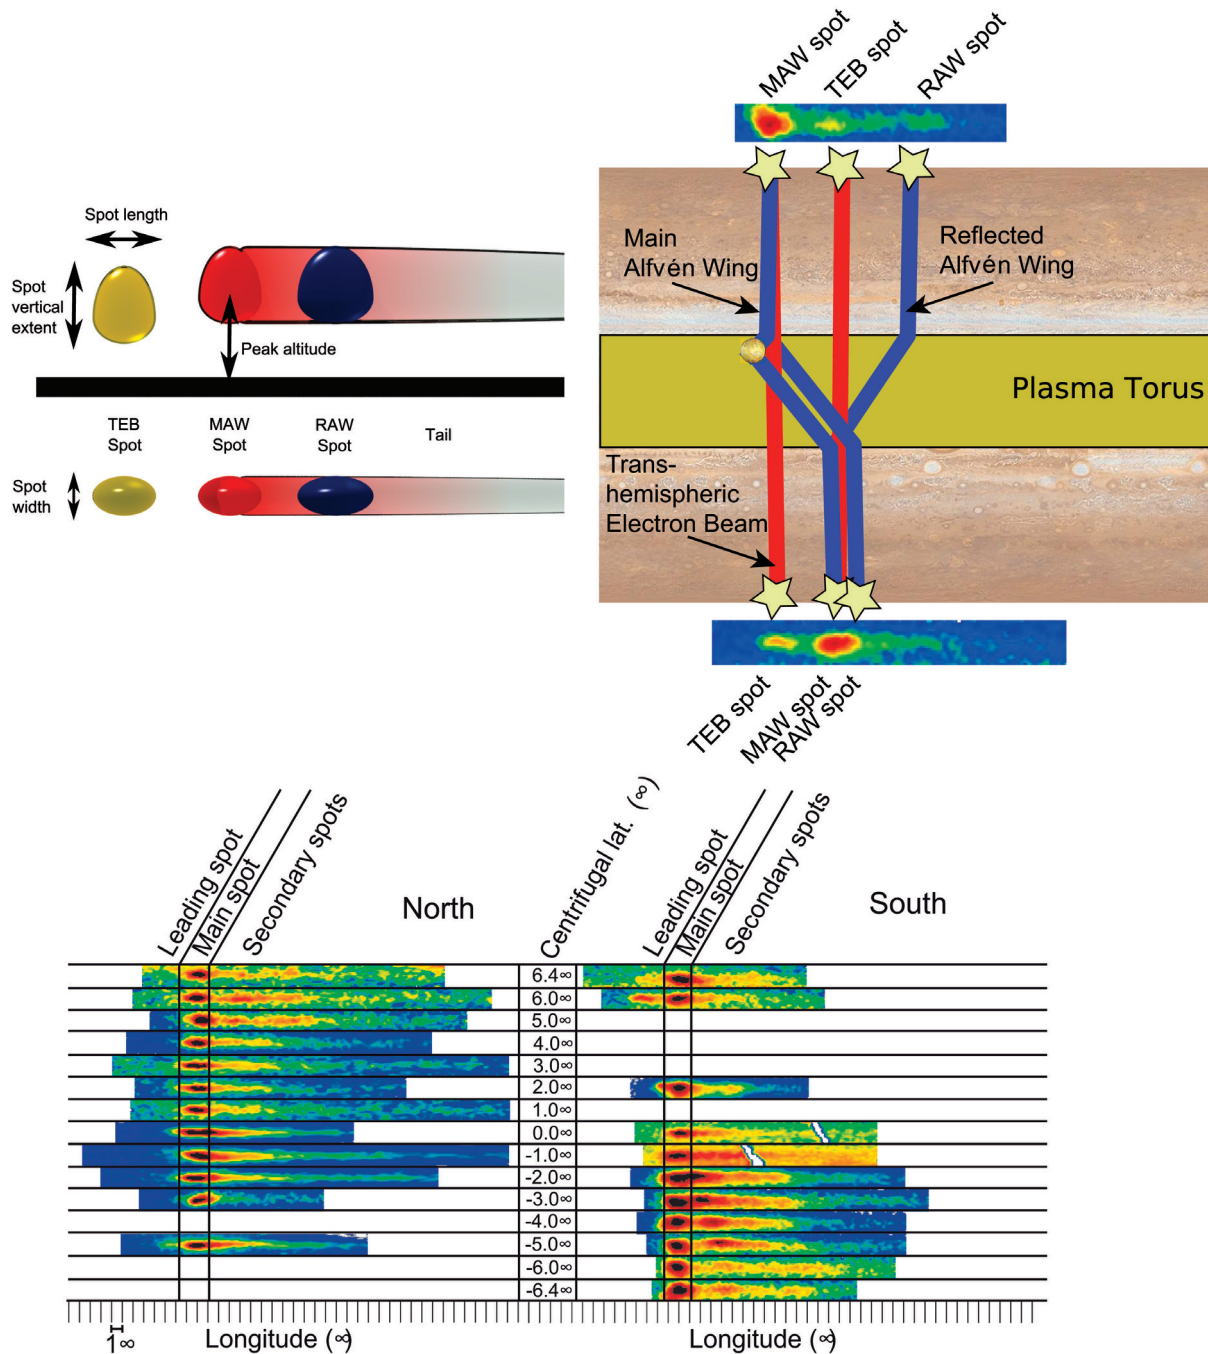 MAW spot
TEB spot
RAW spot
Spot length
Spot
vertical
extent
Peak altitude
TEB
Spot
MAW
Spot
RAW
Spot
Tail
Spot
width
Main
Alfvén Wing
Reflected
Alfvén Wing
Plasma Torus
Trans-
hemispheric
Electron Beam
TEB spot
MAW spot
RAW spot
Leading spot
Main spot
Secondary spots
North
Centrifugal lat. (∞)
Leading spot
Main spot
Secondary spots
South
6.4∞
6.0∞
5.0∞
4.0∞
3.0∞
2.0∞
1.0∞
0.0∞
-1.0∞
-2.0∞
-3.0∞
-4.0∞
-5.0∞
-6.0∞
-6.4∞
1∞
Longitude (∞)
Longitude (∞)